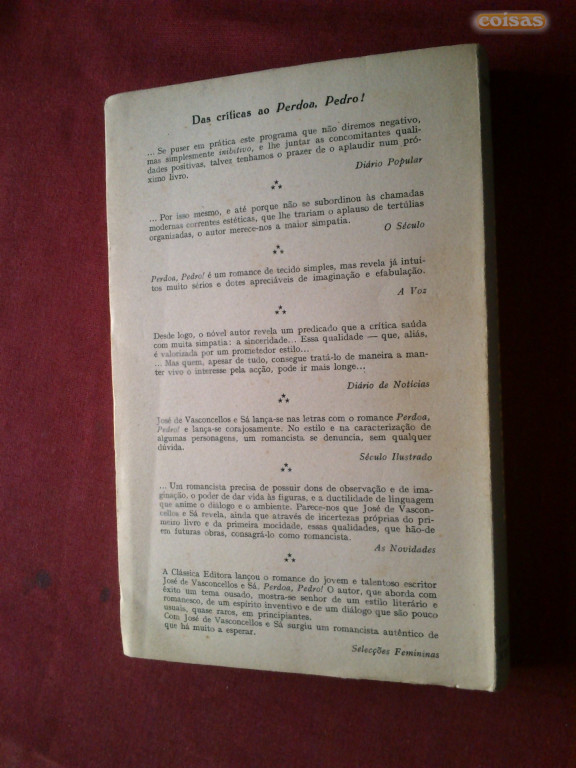 coisas
Das críticas ao Perdoa, Pedro!
... Se puser em prática este programa que não diremos negativo,
mas simplesmente inibitivo, e lhe juntar as concomitantes quali-
dades positivas, talvez tenhamos o prazer de o aplaudir num pró-
ximo livro.
Diário Popular
... Por isso mesmo, e até porque não se subordinou às chamadas
modernas correntes estéticas, que lhe trariam o aplauso de tertúlias
organizadas, o autor merece-nos a maior simpatia.
O Século
Perdoa, Pedro! é um romance de tecido simples, mas revela já intui-
tos muito sérios e dotes apreciáveis de imaginação e efabulação.
A Voz
Desde logo, o nóvel autor revela um predicado que a crítica saúda
com muita simpatia: a sinceridade... Essa qualidade — que, aliás,
é valorizada por um prometedor estilo...
... Mas quem, apesar de tudo, consegue tratá-lo de maneira a man-
ter vivo o interesse pela acção, pode ir mais longe...
Diário de Notícias
José de Vasconcellos e Sá lança-se nas letras com o romance Perdoa,
Pedro! e lança-se corajosamente. No estilo e na caracterização de
algumas personagens, um romancista se denuncia, sem qualquer
dúvida.
Século Ilustrado
... Um romancista precisa de possuir dons de observação e de ima-
ginação, o poder de dar vida às figuras, e a ductilidade de linguagem
que anime o diálogo e o ambiente. Parece-nos que José de Vascon-
cellos e Sá revela, ainda que através de incertezas próprias do pri-
meiro livro e da primeira mocidade, essas qualidades, que hão-de
em futuras obras, consagrá-lo como romancista.
As Novidades
A Clássica Editora lançou o romance do jovem e talentoso escritor
José de Vasconcellos e Sá. Perdoa, Pedro! O autor, que aborda com
êxito um tema ousado, mostra-se senhor de um estilo literário e
romanesco, de um espírito inventivo e de um diálogo que são pouco
usuais, quase raros, em principiantes.
Com José de Vasconcellos e Sá surgiu um romancista autêntico de
que há muito a esperar.
Selecções Femininas